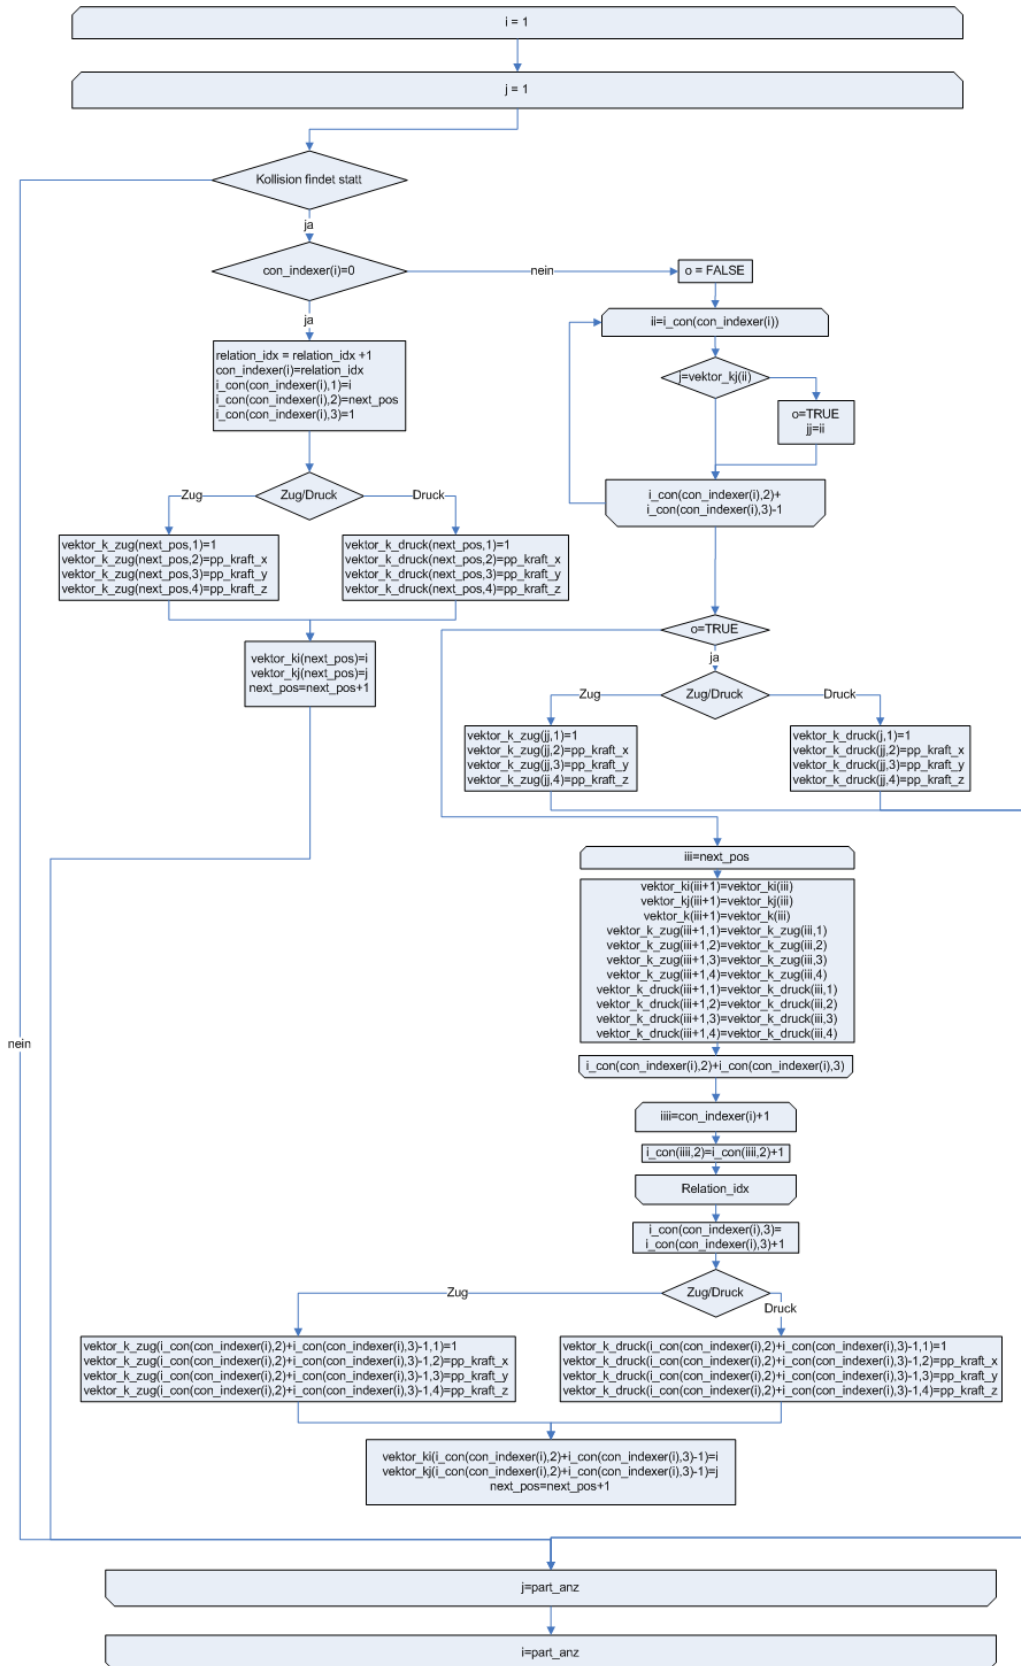 i = 1
j = 1
Kollision findet statt
ja
con_indexer(i)=0
nein
o = FALSE
ja
ii=i_con(con_indexer(i))
relation_idx = relation_idx +1
con_indexer(i)=relation_idx
i_con(con_indexer(i),1)=i
i_con(con_indexer(i),2)=next_pos
i_con(con_indexer(i),3)=1
j=vektor_kj(ii)
o=TRUE
jj=ii
Zug
Zug/Druck
Druck
i_con(con_indexer(i),2)+
i_con(con_indexer(i),3)-1
vektor_k_zug(next_pos,1)=1
vektor_k_zug(next_pos,2)=pp_kraft_x
vektor_k_zug(next_pos,3)=pp_kraft_y
vektor_k_zug(next_pos,4)=pp_kraft_z
vektor_k_druck(next_pos,1)=1
vektor_k_druck(next_pos,2)=pp_kraft_x
vektor_k_druck(next_pos,3)=pp_kraft_y
vektor_k_druck(next_pos,4)=pp_kraft_z
vektor_ki(next_pos)=i
vektor_kj(next_pos)=j
next_pos=next_pos+1
o=TRUE
ja
Zug
Zug/Druck
Druck
vektor_k_zug(jj,1)=1
vektor_k_zug(jj,2)=pp_kraft_x
vektor_k_zug(jj,3)=pp_kraft_y
vektor_k_zug(jj,4)=pp_kraft_z
vektor_k_druck(j,1)=1
vektor_k_druck(jj,2)=pp_kraft_x
vektor_k_druck(jj,3)=pp_kraft_y
vektor_k_druck(jj,4)=pp_kraft_z
iii=next_pos
vektor_ki(iii+1)=vektor_ki(iii)
vektor_kj(iii+1)=vektor_kj(iii)
vektor_k(iii+1)=vektor_k(iii)
vektor_k_zug(iii+1,1)=vektor_k_zug(iii,1)
vektor_k_zug(iii+1,2)=vektor_k_zug(iii,2)
vektor_k_zug(iii+1,3)=vektor_k_zug(iii,3)
vektor_k_zug(iii+1,4)=vektor_k_zug(iii,4)
vektor_k_druck(iii+1,1)=vektor_k_druck(iii,1)
vektor_k_druck(iii+1,2)=vektor_k_druck(iii,2)
vektor_k_druck(iii+1,3)=vektor_k_druck(iii,3)
vektor_k_druck(iii+1,4)=vektor_k_druck(iii,4)
nein
i_con(con_indexer(i),2)+i_con(con_indexer(i),3)
iiii=con_indexer(i)+1
i_con(iiii,2)=i_con(iiii,2)+1
Relation_idx
i_con(con_indexer(i),3)=
i_con(con_indexer(i),3)+1
Zug
Zug/Druck
Druck
vektor_k_zug(i_con(con_indexer(i),2)+i_con(con_indexer(i),3)-1,1)=1
vektor_k_zug(i_con(con_indexer(i),2)+i_con(con_indexer(i),3)-1,2)=pp_kraft_x
vektor_k_zug(i_con(con_indexer(i),2)+i_con(con_indexer(i),3)-1,3)=pp_kraft_y
vektor_k_zug(i_con(con_indexer(i),2)+i_con(con_indexer(i),3)-1,4)=pp_kraft_z
vektor_k_druck(i_con(con_indexer(i),2)+i_con(con_indexer(i),3)-1,1)=1
vektor_k_druck(i_con(con_indexer(i),2)+i_con(con_indexer(i),3)-1,2)=pp_kraft_x
vektor_k_druck(i_con(con_indexer(i),2)+i_con(con_indexer(i),3)-1,3)=pp_kraft_y
vektor_k_druck(i_con(con_indexer(i),2)+i_con(con_indexer(i),3)-1,4)=pp_kraft_z
vektor_ki(i_con(con_indexer(i),2)+i_con(con_indexer(i),3)-1)=i
vektor_kj(i_con(con_indexer(i),2)+i_con(con_indexer(i),3)-1)=j
next_pos=next_pos+1
j=part_anz
i=part_anz